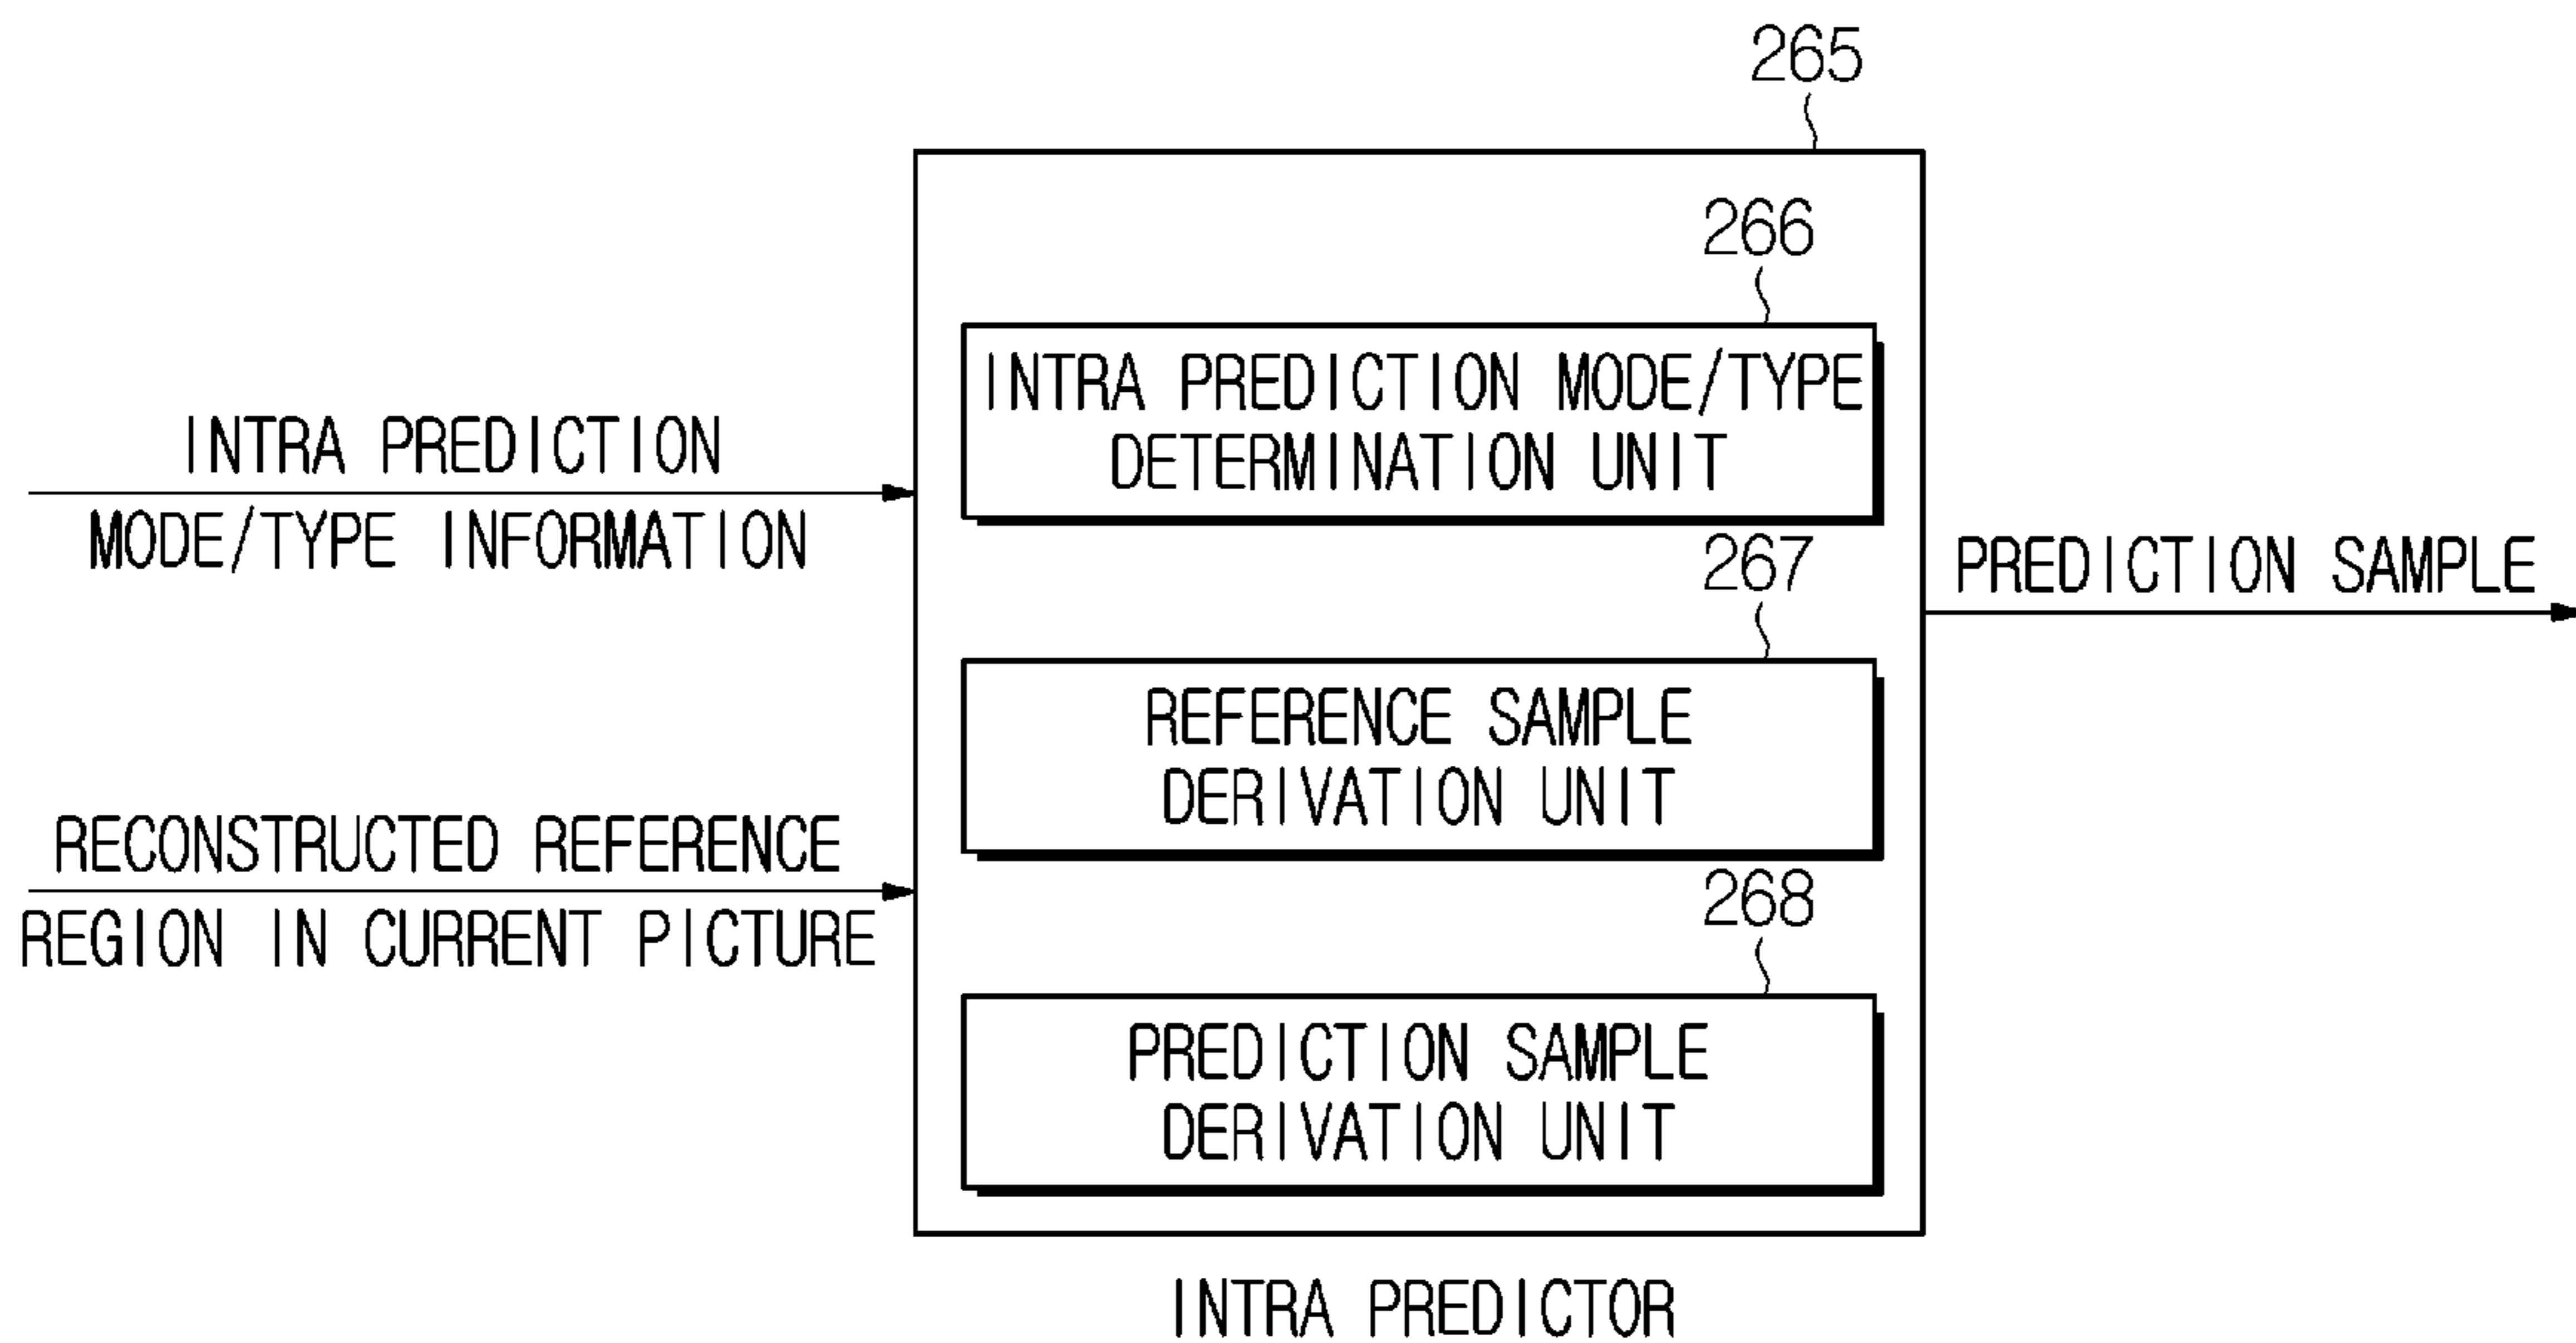 265
266
INTRA PREDICTION MODE/TYPE
DETERMINATION UNIT
INTRA PREDICTION
MODE/TYPE INFORMATION
267
PREDICTION SAMPLE
REFERENCE SAMPLE
DERIVATION UNIT
RECONSTRUCTED REFERENCE
REGION IN CURRENT PICTURE
268
PREDICTION SAMPLE
DERIVATION UNIT
INTRA PREDICTOR